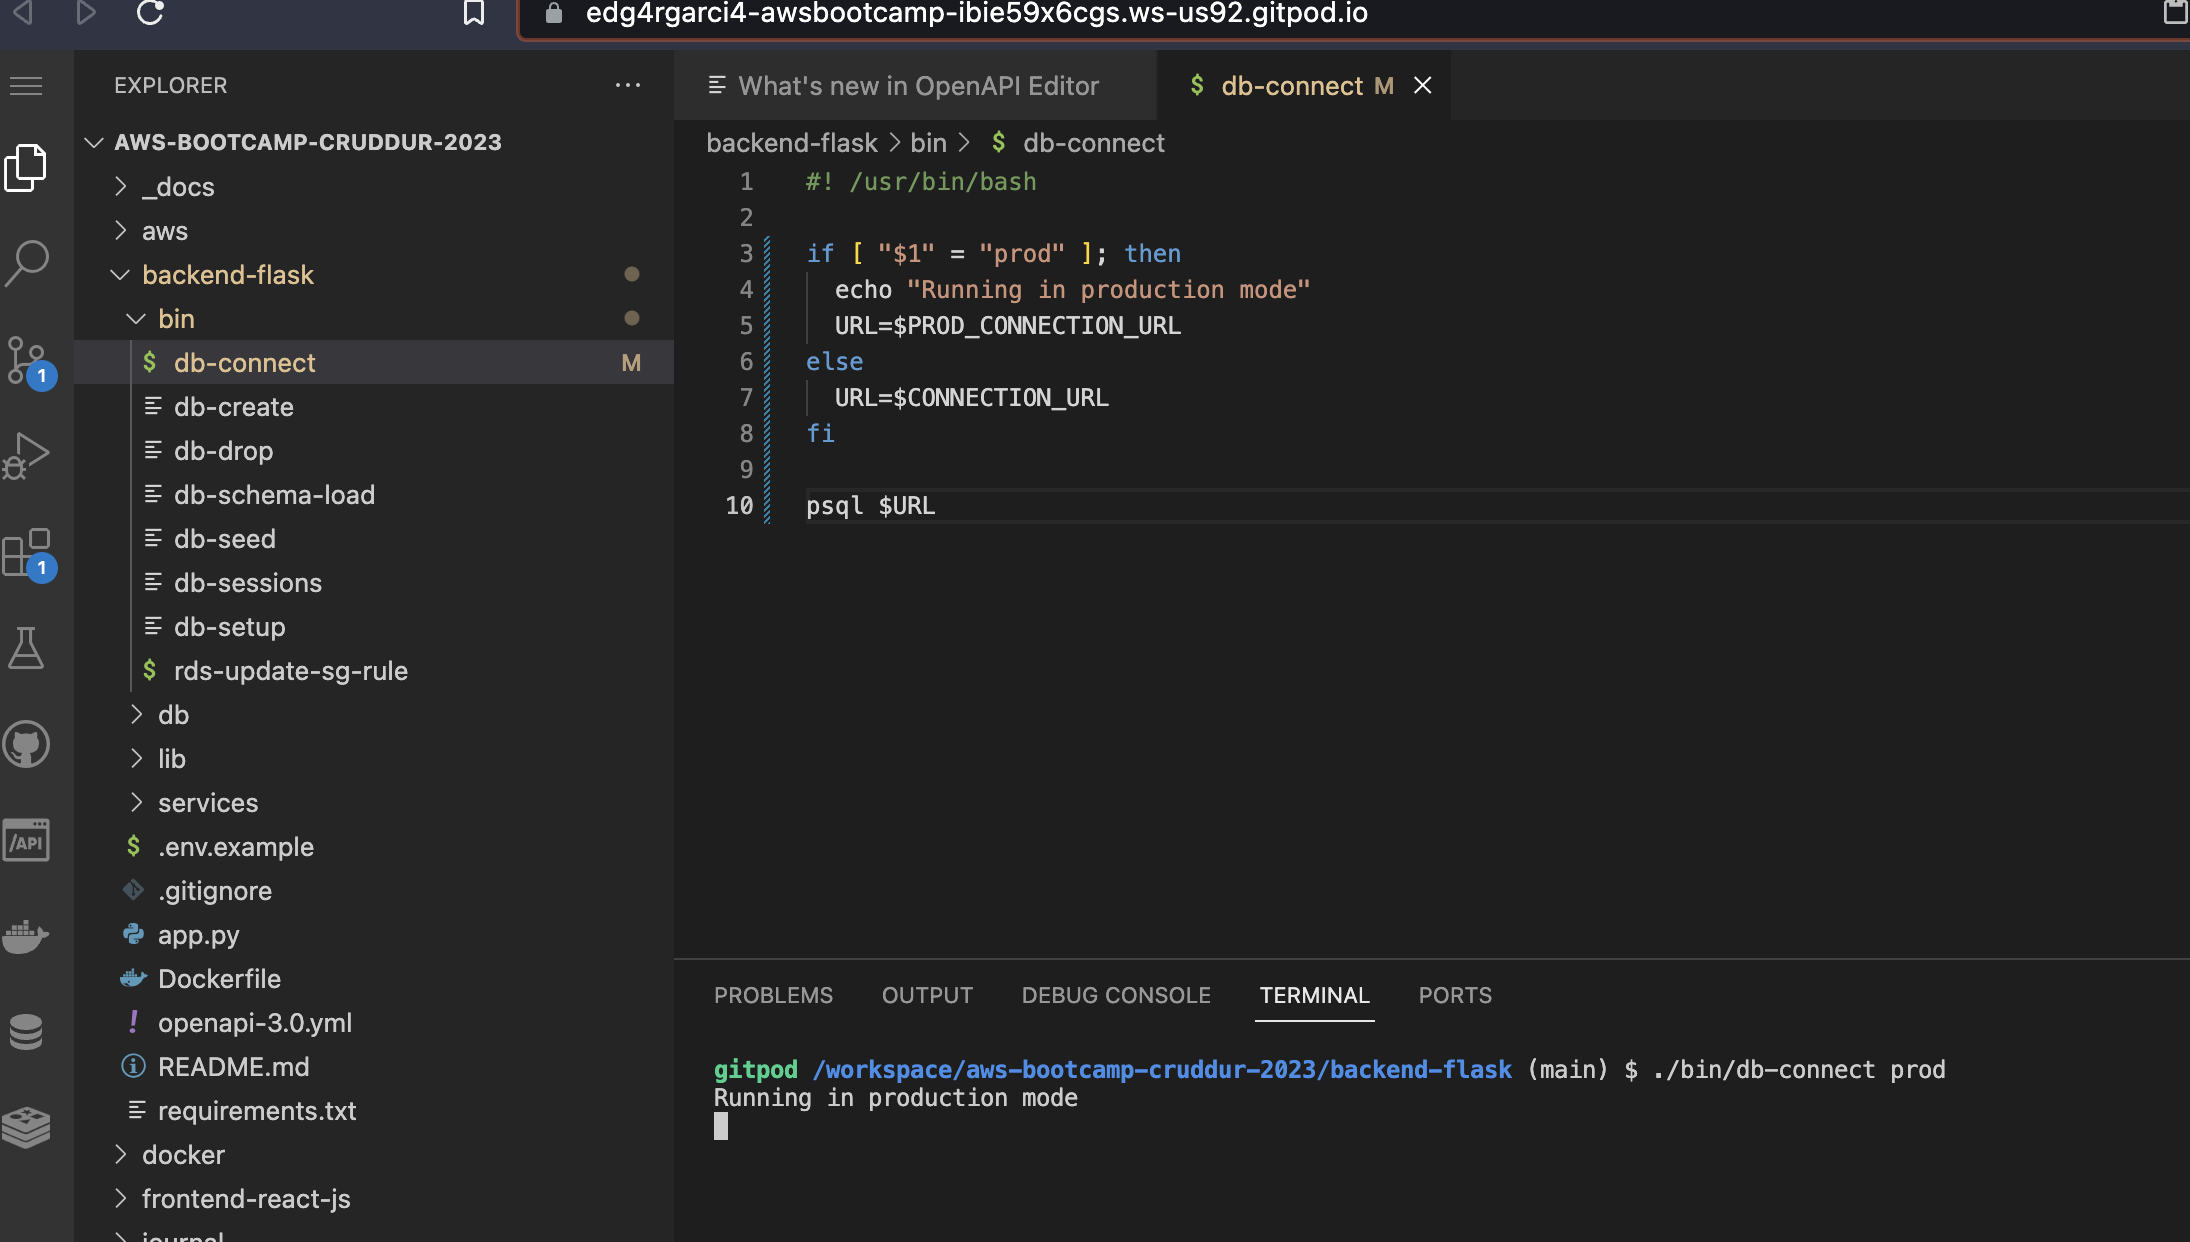 edg4rgarci4-awsbootcamp-ibie59x6cgs.ws-us92.gitpod.io
EXPLORER
AWS-BOOTCAMP-CRUDDUR-2023
_docs
aws
backend-flask
bin
$ db-connect M
db-create
db-drop
db-schema-load
db-seed
db-sessions
db-setup
$ rds-update-sg-rule
db
lib
services
$ .env.example
.gitignore
app.py
Dockerfile
! openapi-3.0.yml
README.md
requirements.txt
docker
frontend-react-js
journal
1
1
/API
What's new in OpenAPI Editor
$ db-connect M
backend-flask > bin > $ db-connect
1 #! /usr/bin/bash
2
3 if [ "$1" = "prod" ]; then
4 echo "Running in production mode"
5 URL=$PROD_CONNECTION_URL
6 else
7 URL=$CONNECTION_URL
8 fi
9
10 psql $URL
PROBLEMS OUTPUT DEBUG CONSOLE TERMINAL PORTS
gitpod /workspace/aws-bootcamp-cruddur-2023/backend-flask (main) $ ./bin/db-connect prod
Running in production mode